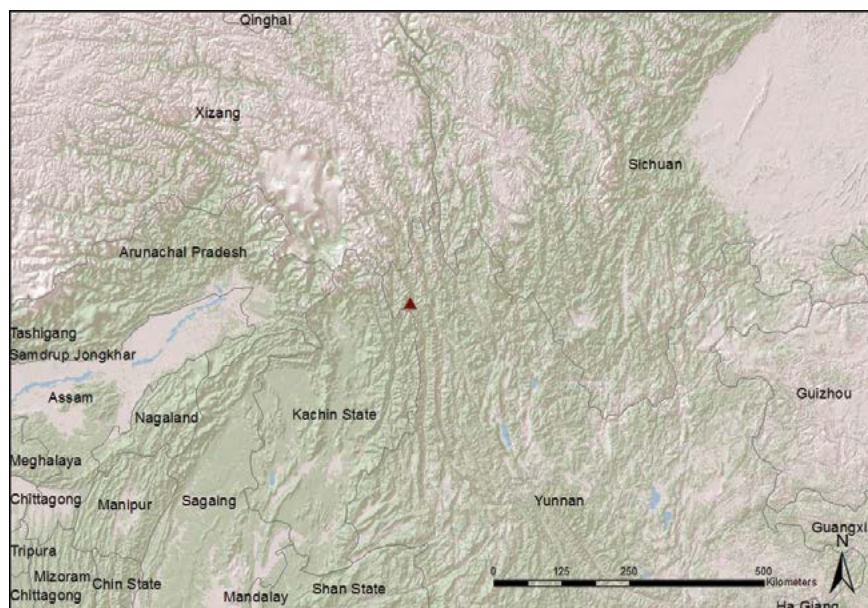 Qinghai
Xizang
Sichuan
Arunachal Pradesh
Tashigang
Samdrup Jongkhar
Assam
Guizhou
Nagaland
Kachin State
Meghalaya
Chittagong
Manipur
Sagaing
Yunnan
Guangxi
N
Tripura
Mizoram
Chin State
Shan State
0 125 250 500
Kilometers
Chittagong
Mandalay
Ha Giang